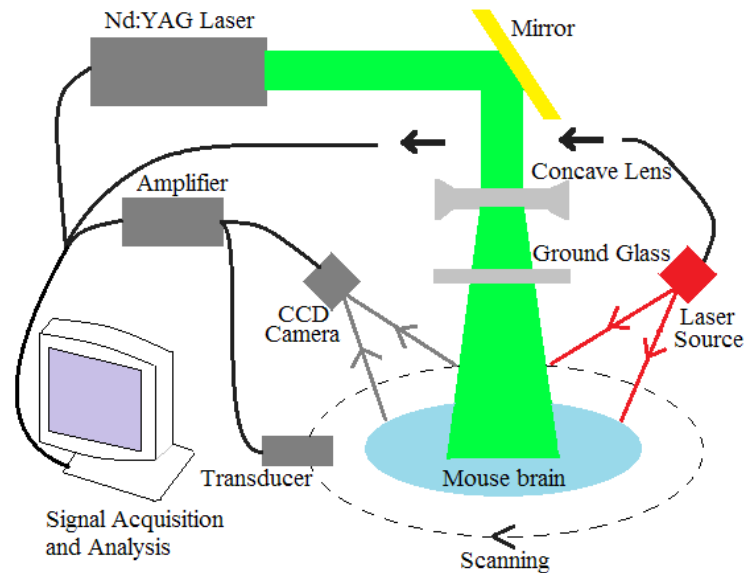 Nd:YAG Laser
Mirror
Amplifier
Concave Lens
Ground Glass
CCD
Camera
Laser
Source
Transducer
Mouse brain
Signal Acquisition
and Analysis
Scanning